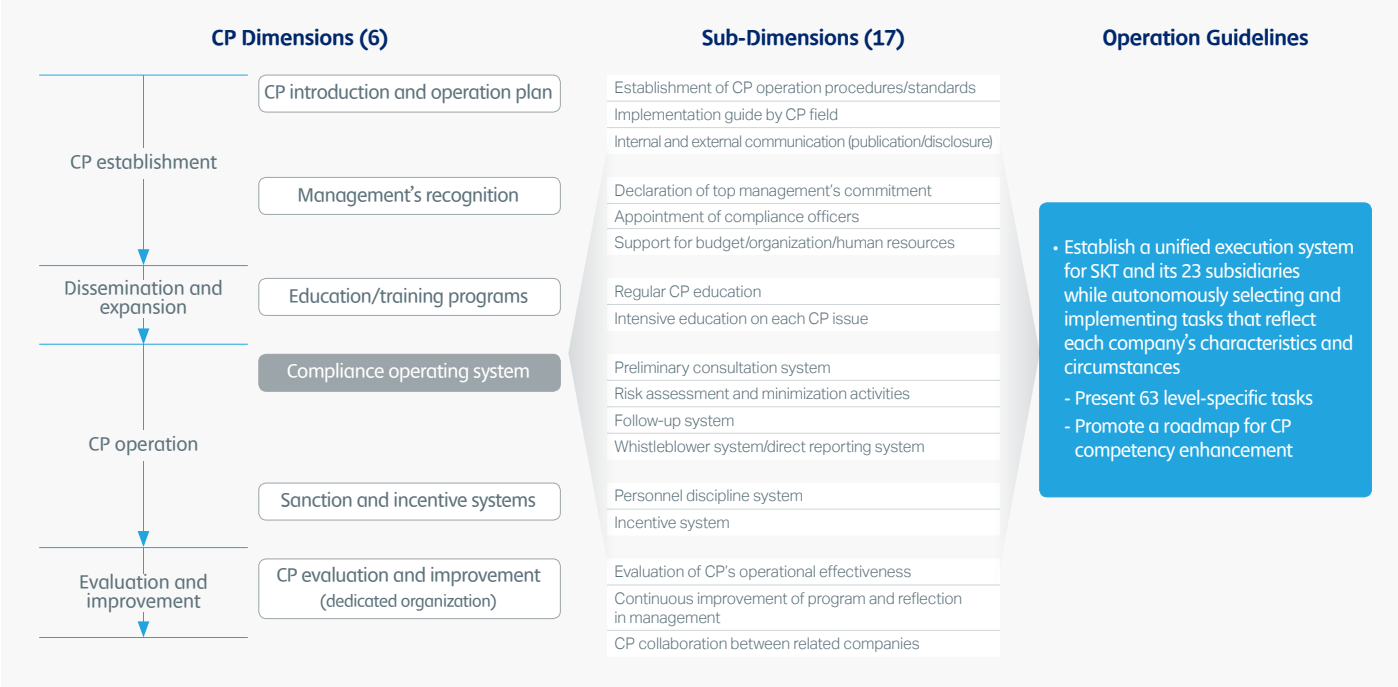 CP Dimensions (6)
Sub-Dimensions (17)
Operation Guidelines
CP establishment
Dissemination and
expansion
CP operation
Evaluation and
improvement
CP introduction and operation plan
Management's recognition
Education/training programs
Compliance operating system
Sanction and incentive systems
CP evaluation and improvement
(dedicated organization)
Establishment of CP operation procedures/standards
Implementation guide by CP field
Internal and external communication (publication/disclosure)
Declaration of top management's commitment
Appointment of compliance officers
Support for budget/organization/human resources
Regular CP education
Intensive education on each CP issue
Preliminary consultation system
Risk assessment and minimization activities
Follow-up system
Whistleblower system/direct reporting system
Personnel discipline system
Incentive system
Evaluation of CP's operational effectiveness
Continuous improvement of program and reflection
in management
CP collaboration between related companies
• Establish a unified execution system
for SKT and its 23 subsidiaries
while autonomously selecting and
implementing tasks that reflect
each company's characteristics and
circumstances
- Present 63 level-specific tasks
- Promote a roadmap for CP
competency enhancement